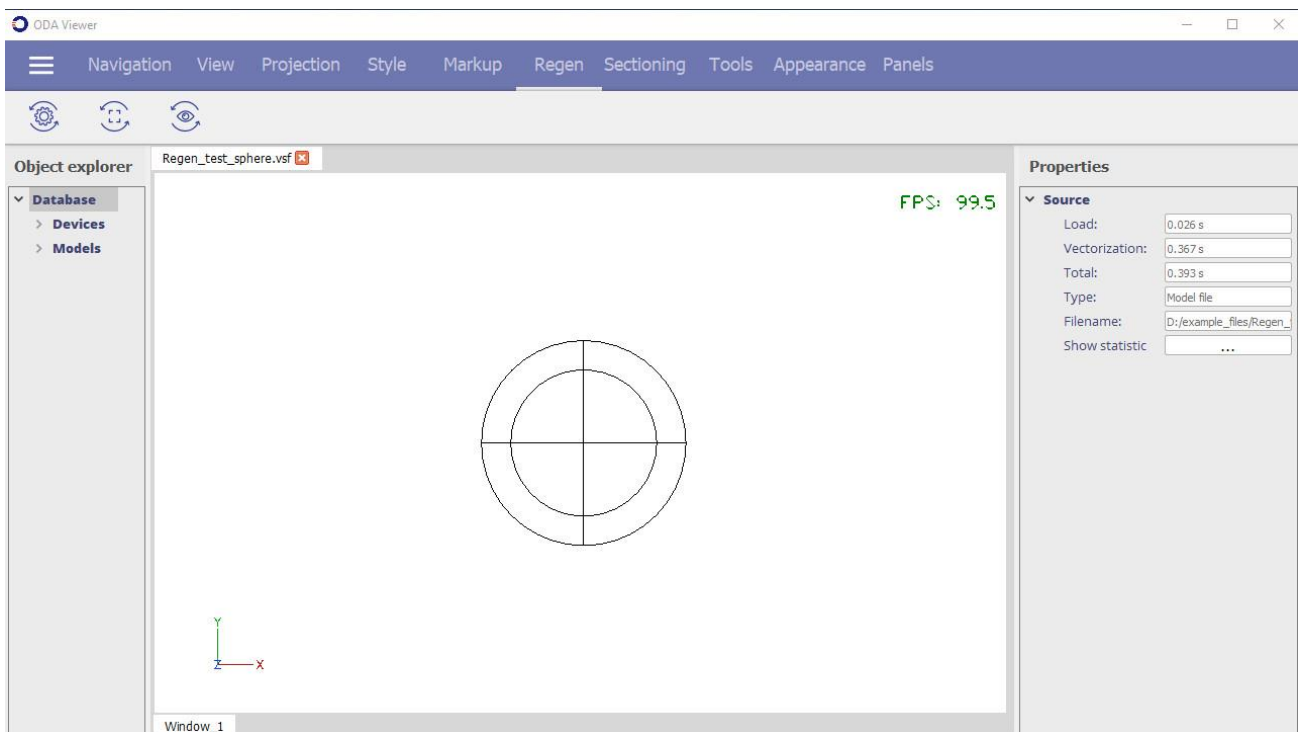 ODA Viewer
Navigation View Projection Style Markup Regen Sectioning Tools Appearance Panels
Object explorer
Database
Devices
Models
Regen_test_sphere.vsf
FPS: 99.5
Y
Z X
Window_1
Properties
Source
Load: 0.026 s
Vectorization: 0.367 s
Total: 0.393 s
Type: Model file
Filename: D:/example_files/Regen_
Show statistic ...